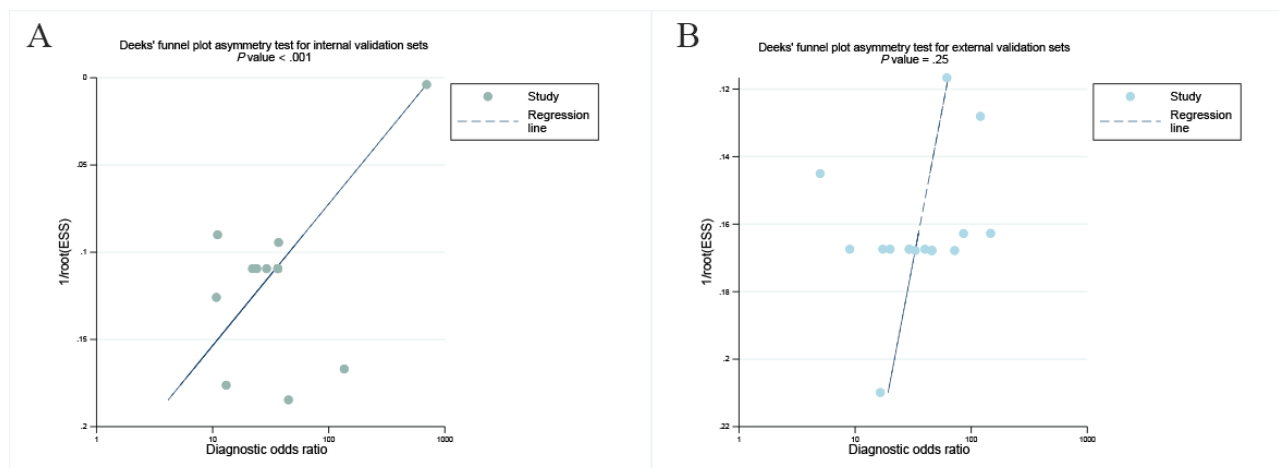 A
Deeks' funnel plot asymmetry test for internal validation sets
P value < .001
0
.05
.1
.15
.2
1/root(ESS)
1
10
100
1000
Diagnostic odds ratio
Study
Regression
line
B
Deeks' funnel plot asymmetry test for external validation sets
P value = .25
.12
.14
.16
.18
.2
.22
1/root(ESS)
1
10
100
1000
Diagnostic odds ratio
Study
Regression
line